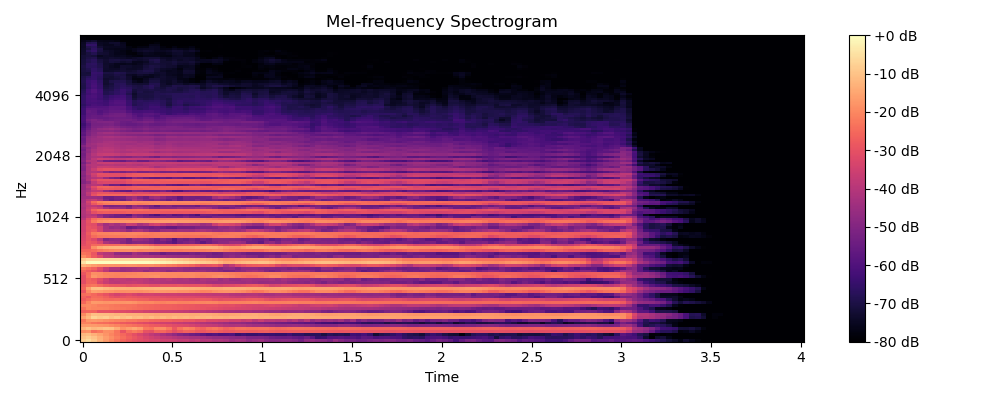 Mel-frequency Spectrogram
Hz
4096
2048
1024
512
0
0 0.5 1 1.5 2 2.5 3 3.5 4
Time
+0 dB
-10 dB
-20 dB
-30 dB
-40 dB
-50 dB
-60 dB
-70 dB
-80 dB